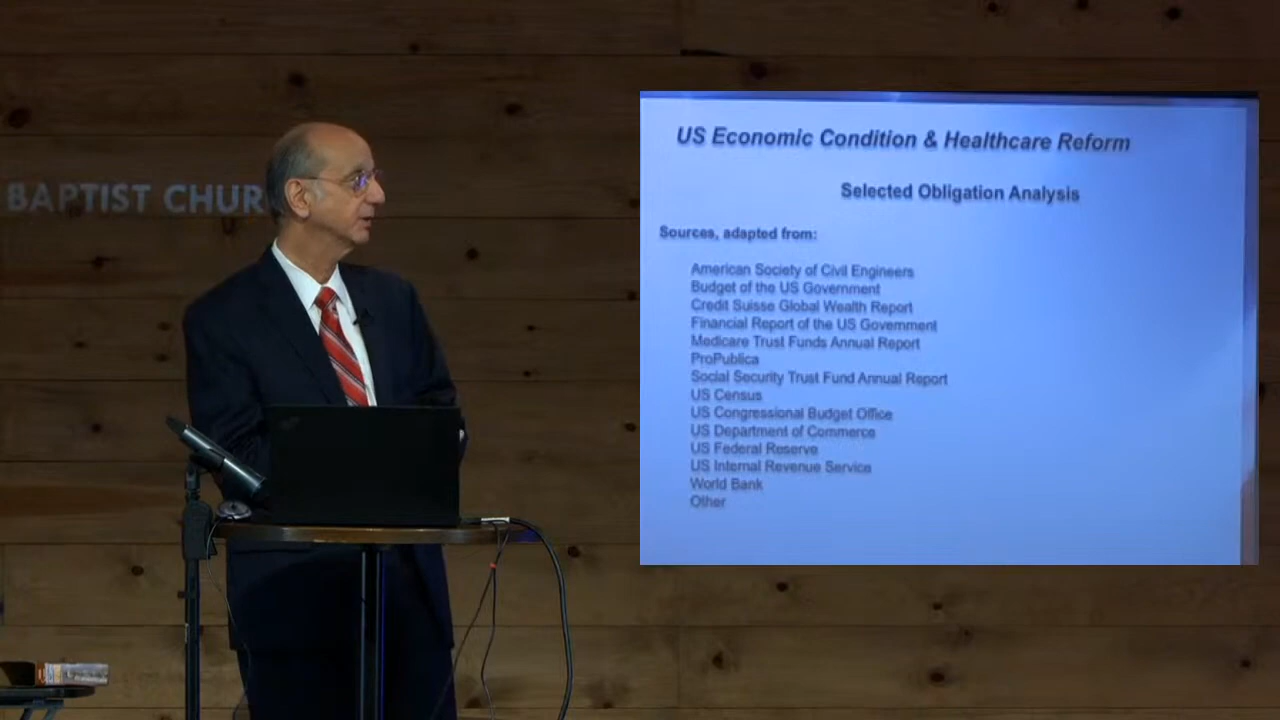 BAPTIST CHUR
US Economic Condition & Healthcare Reform
Selected Obligation Analysis
Sources, adapted from:
American Society of Civil Engineers
Budget of the US Government
Credit Suisse Global Wealth Report
Financial Report of the US Government
Medicare Trust Funds Annual Report
ProPublica
Social Security Trust Fund Annual Report
US Census
US Congressional Budget Office
US Department of Commerce
US Federal Reserve
US Internal Revenue Service
World Bank
Other